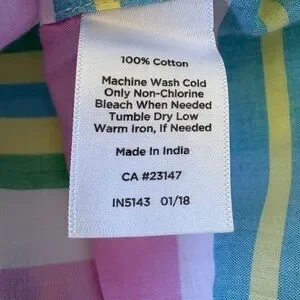 100% Cotton
Machine Wash Cold
Only Non-Chlorine
Bleach When Needed
Tumble Dry Low
Warm Iron, If Needed
Made In India
CA #23147
IN5143 01/18